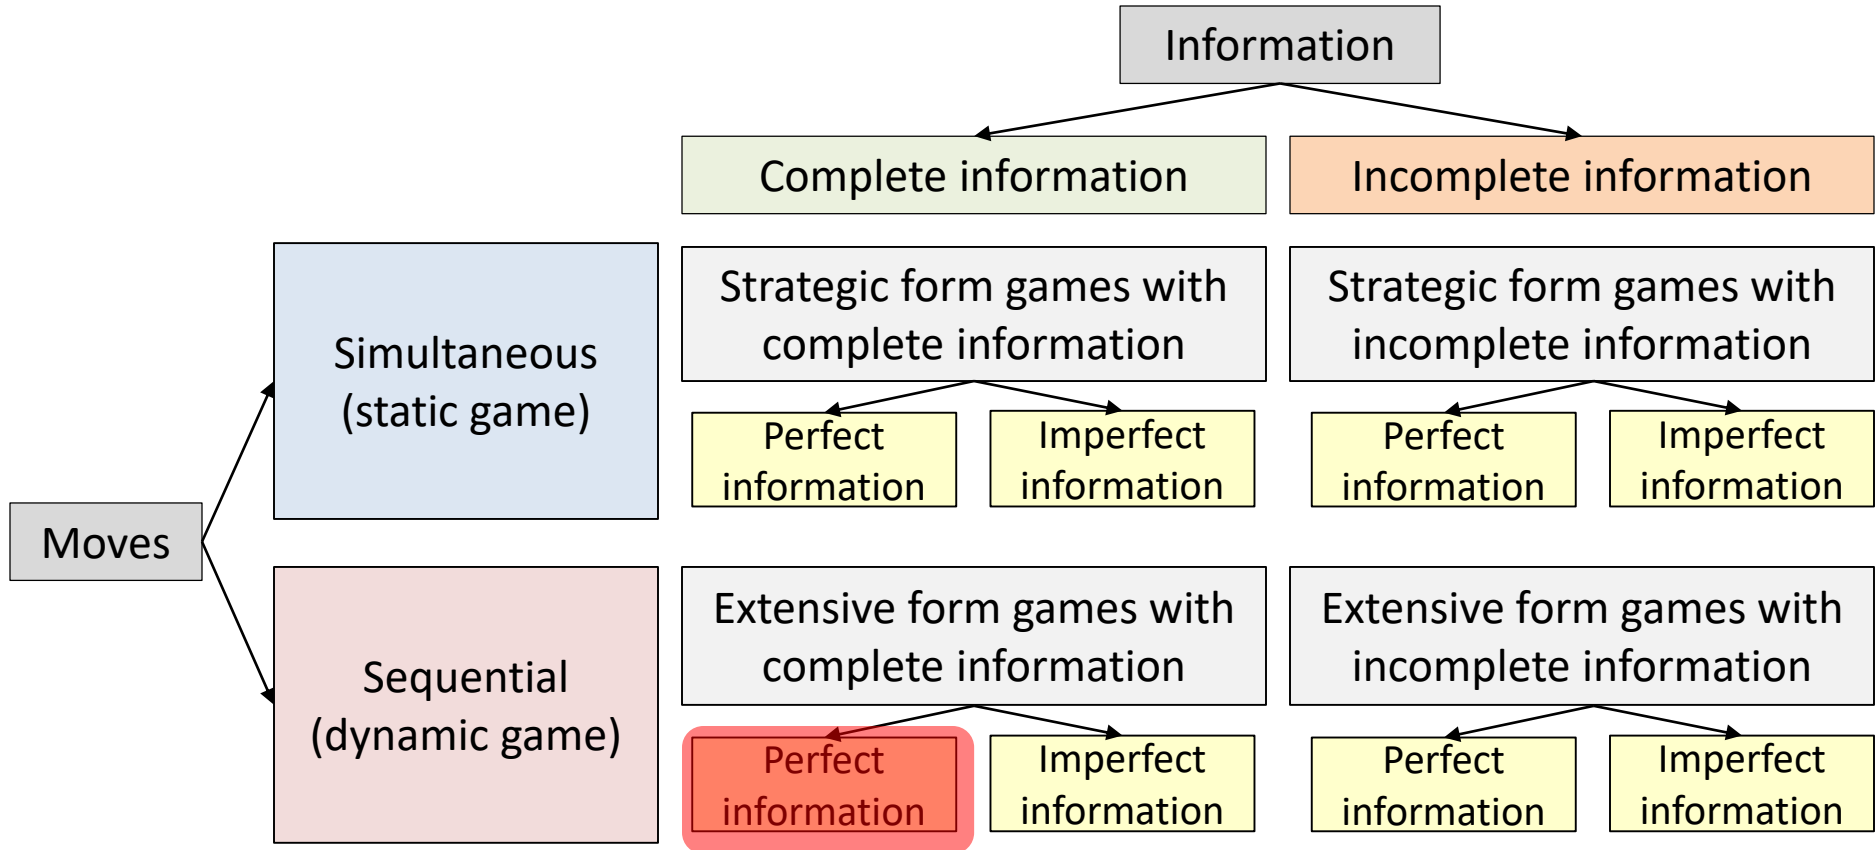 Information
Complete information
Incomplete information
Simultaneous
(static game)
Strategic form games with
complete information
Strategic form games with
incomplete information
Perfect
information
Imperfect
information
Perfect
information
Imperfect
information
Moves
Sequential
(dynamic game)
Extensive form games with
complete information
Extensive form games with
incomplete information
Perfect
information
Imperfect
information
Perfect
information
Imperfect
information